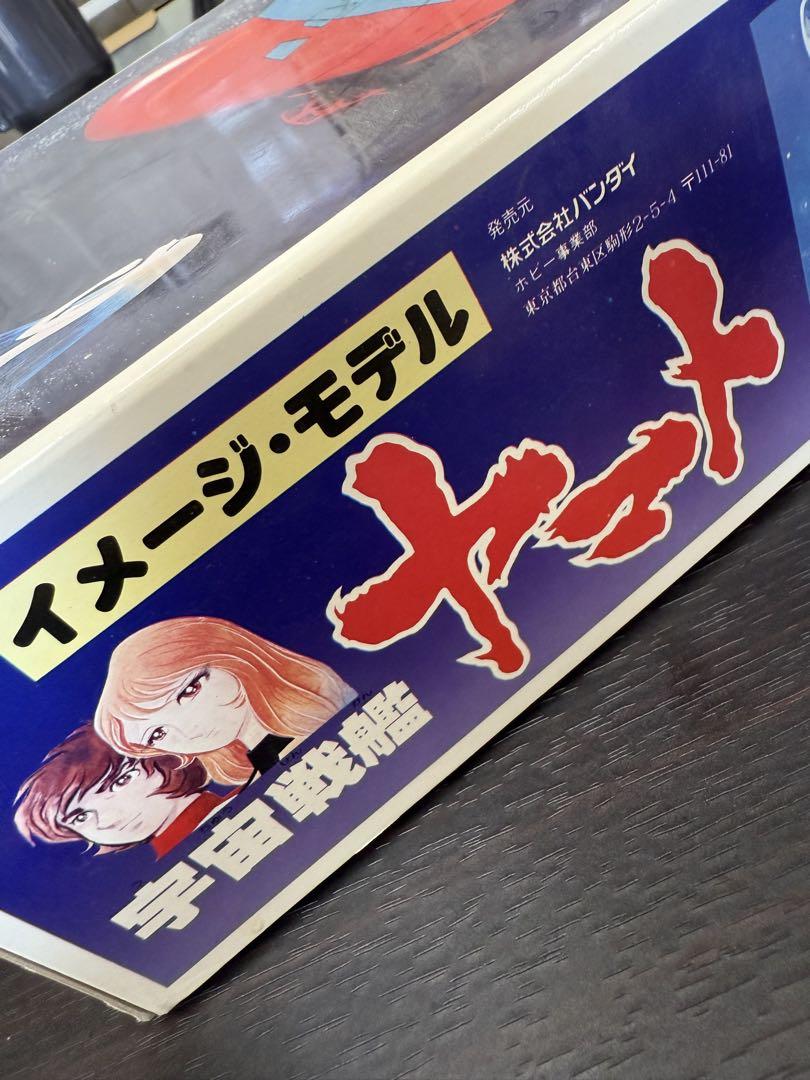 イメージ・モデル
宇宙戦艦
ヤマト
発売元
株式会社バンダイ
ホビー事業部
東京都台東区駒形2-5-4 〒111-81